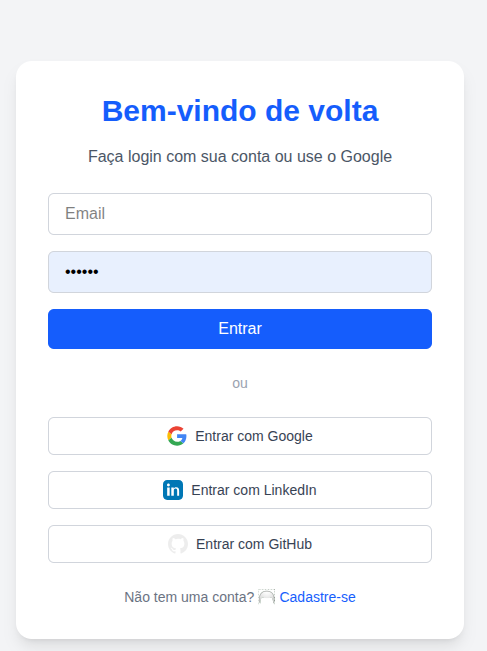 Bem-vindo de volta
Faça login com sua conta ou use o Google
Email
••••••
Entrar
ou
Entrar com Google
in Entrar com LinkedIn
Entrar com GitHub
Não tem uma conta? Cadastre-se